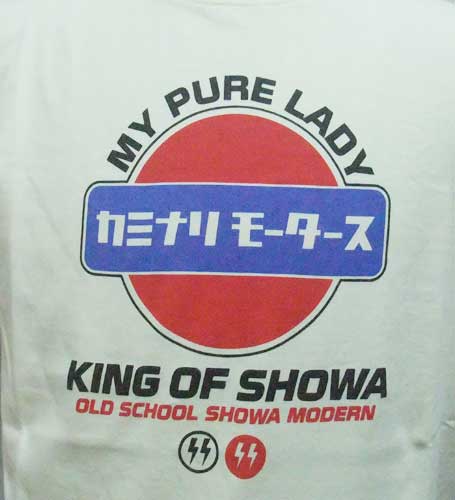 MY PURE LADY
カミナリ モータース
KING OF SHOWA
OLD SCHOOL SHOWA MODERN